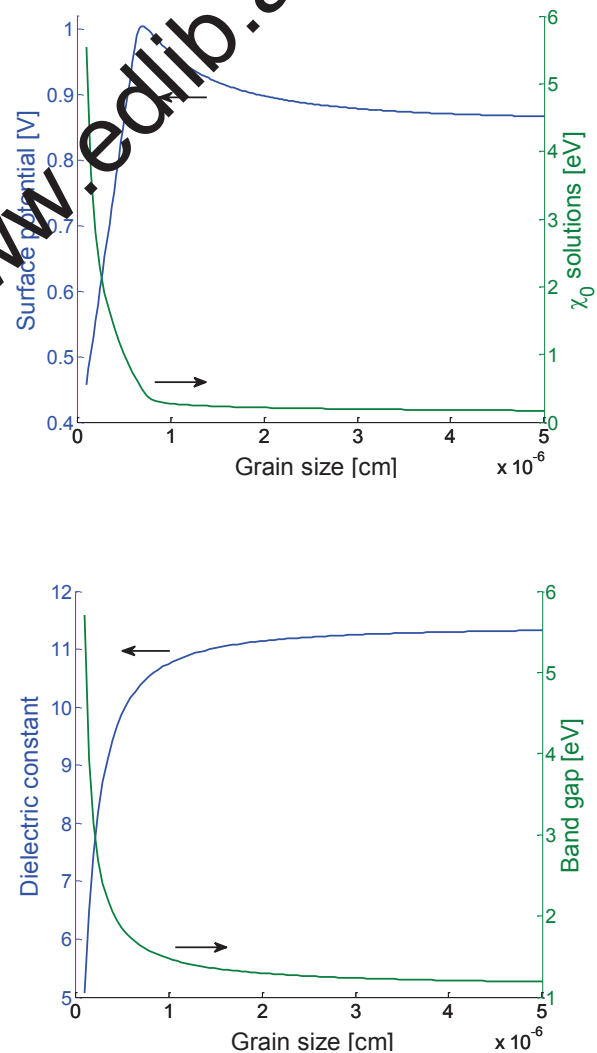 www.edlib.a
Surface potential [V]
1
0.9
0.8
0.7
0.6
0.5
0.4
6
5
4
3
2
1
0
χ0 solutions [eV]
0 1 2 3 4 5
Grain size [cm]
x 10-6
Dielectric constant
12
11
10
9
8
7
6
5
6
5
4
3
2
1
Band gap [eV]
0 1 2 3 4 5
Grain size [cm]
x 10-6